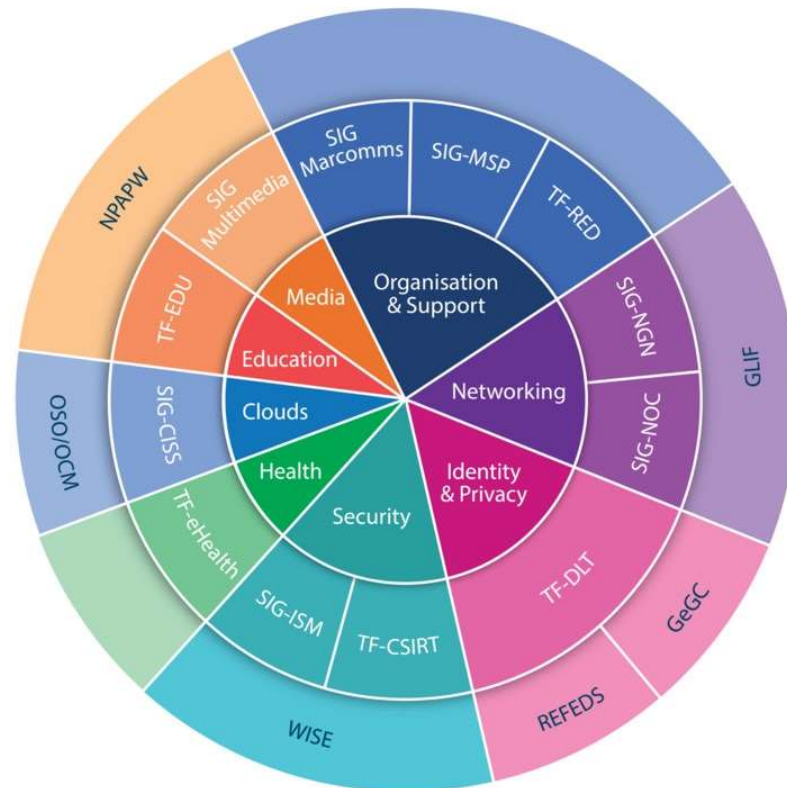 NPAPW
SIG
Multimedia
SIG
Marcomms
SIG-MSP
TF-RED
TF-EDU
Media
Organisation
& Support
SIG-NGN
GLIF
Education
Networking
OSO/OCM
SIG-CISS
Clouds
SIG-NOC
Health
Identity
& Privacy
TF-eHealth
Security
TF-DLT
GeGC
SIG-ISM
TF-CSIRT
REFEDS
WISE